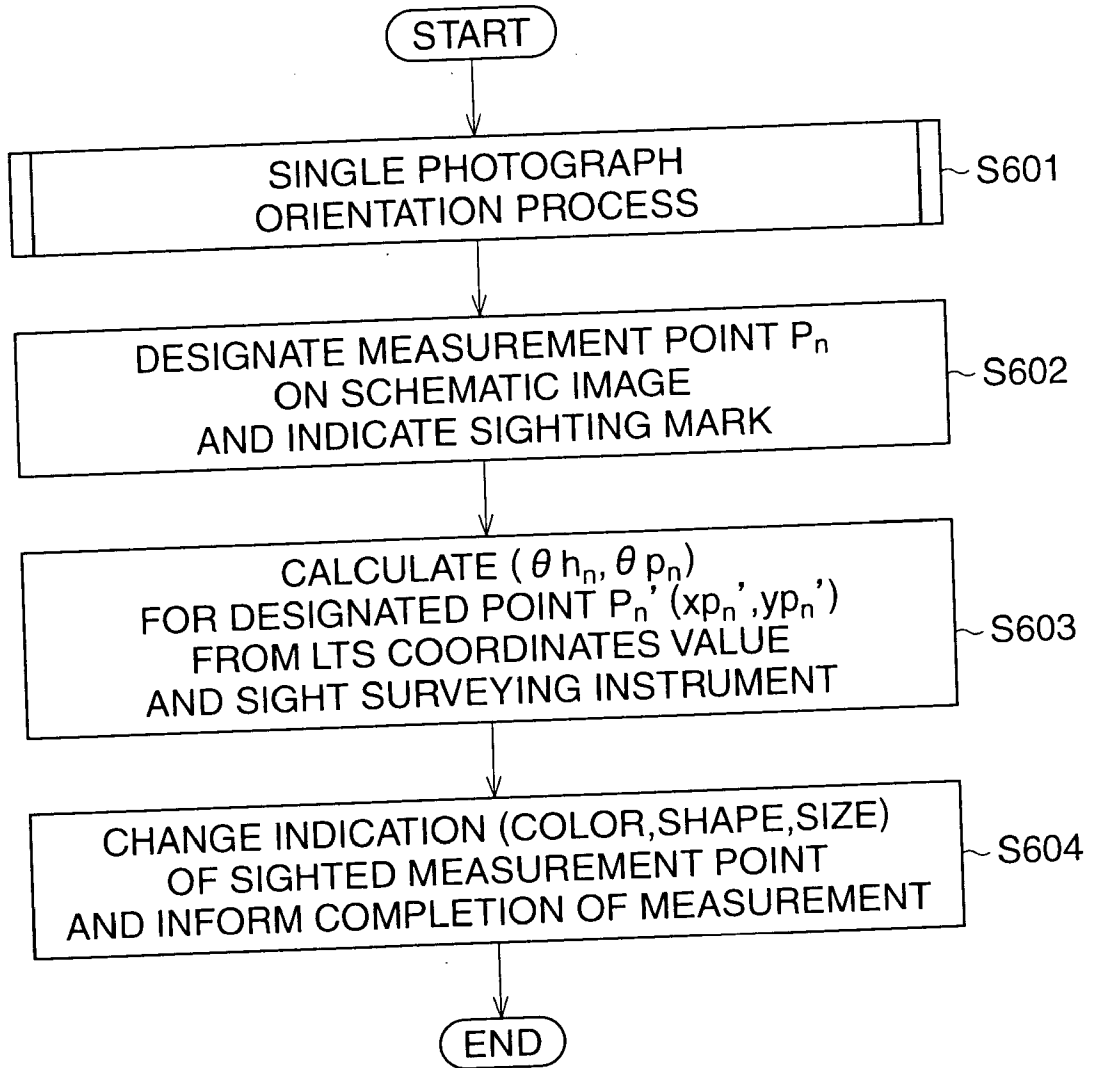 START
SINGLE PHOTOGRAPH
ORIENTATION PROCESS
S601
DESIGNATE MEASUREMENT POINT Pn
ON SCHEMATIC IMAGE
AND INDICATE SIGHTING MARK
S602
CALCULATE (θhn, θpn)
FOR DESIGNATED POINT Pn' (xpn',ypn')
FROM LTS COORDINATES VALUE
AND SIGHT SURVEYING INSTRUMENT
S603
CHANGE INDICATION (COLOR,SHAPE,SIZE)
OF SIGHTED MEASUREMENT POINT
AND INFORM COMPLETION OF MEASUREMENT
S604
END